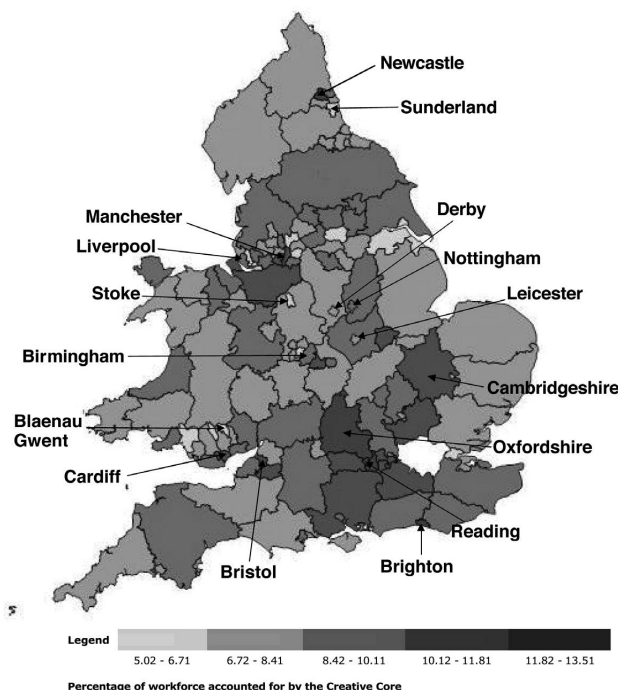 Newcastle
Sunderland
Manchester
Derby
Liverpool
Nottingham
Stoke
Leicester
Birmingham
Cambridgeshire
Blaenau
Gwent
Oxfordshire
Cardiff
Reading
Bristol
Brighton
Legend
5.02 - 6.71 6.72 - 8.41 8.42 - 10.11 10.12 - 11.81 11.82 - 13.51
Percentage of workforce accounted for by the Creative Core